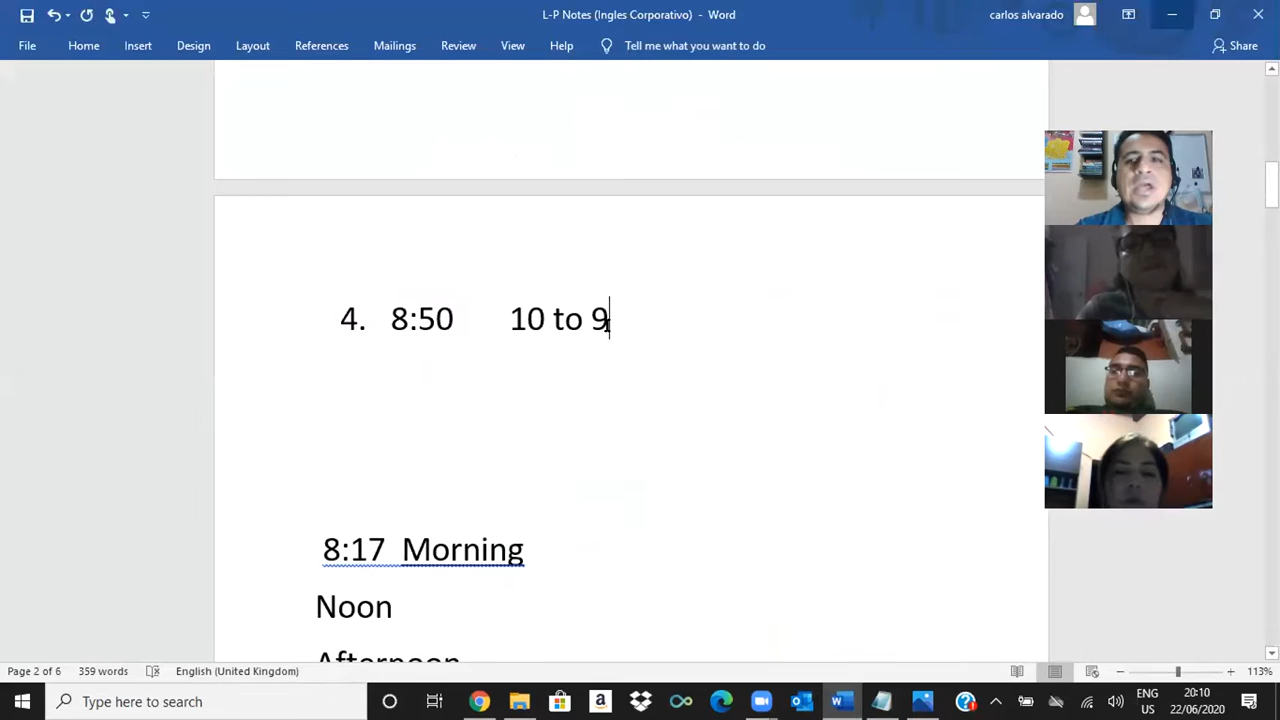 L-P Notes (Ingles Corporativo) - Word
carlos alvarado
File Home Insert Design Layout References Mailings Review View Help Tell me what you want to do Share
4. 8:50 10 to 9
8:17 Morning
Noon
Afternoon
Page 2 of 6 359 words English (United Kingdom) 113%
Type here to search
ENG 20:10
US 22/06/2020